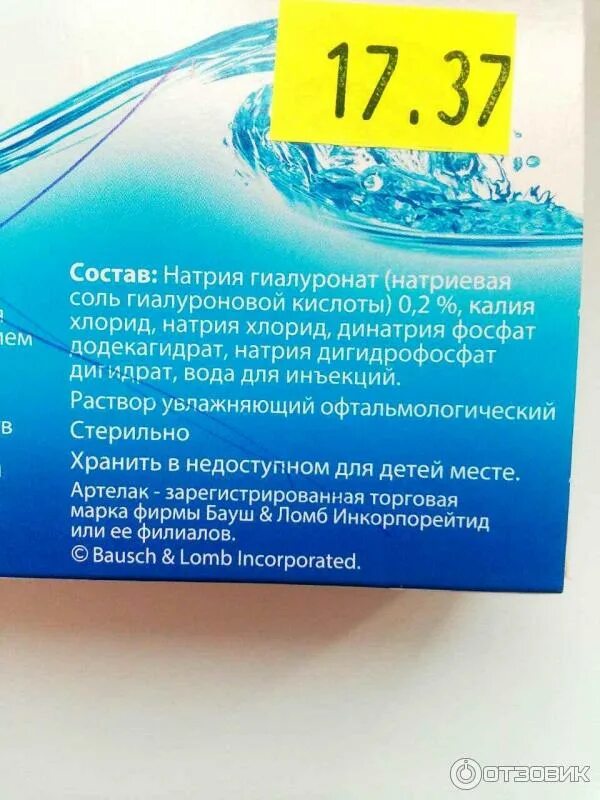 17.37
Состав: Натрия гиалуронат (натриевая
соль гиалуроновой кислоты) 0,2 %, калия
хлорид, натрия хлорид, динатрия фосфат
додекагидрат, натрия дигидрофосфат
дигидрат, вода для инъекций.
Раствор увлажняющий офтальмологический
Стерильно
Хранить в недоступном для детей месте.
Артелак - зарегистрированная торговая
марка фирмы Бауш & Ломб Инкорпорейтид
или ее филиалов.
© Bausch & Lomb Incorporated.
ОТЗОВИК